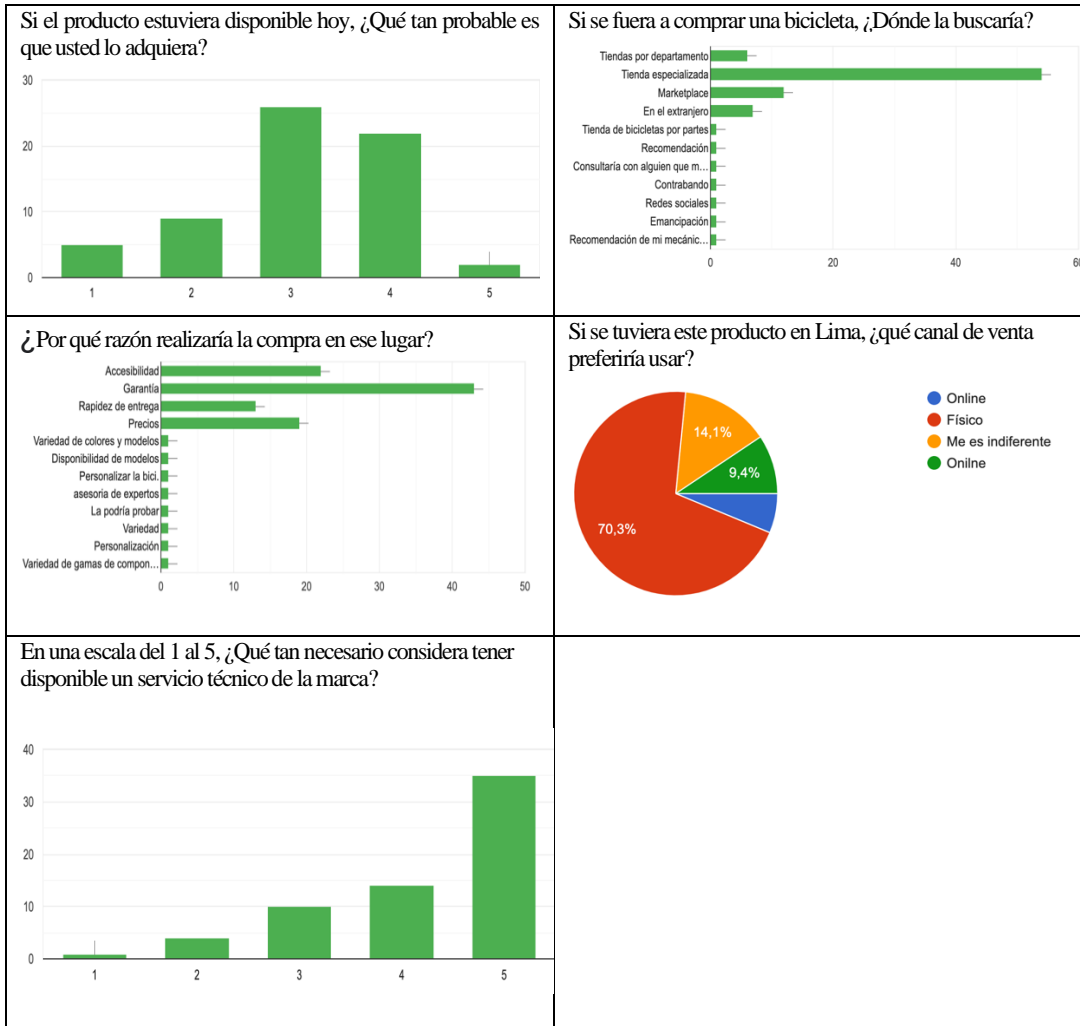 Si el producto estuviera disponible hoy, ¿Qué tan probable es
que usted lo adquiera?
30
20
10
0
1
2
3
4
5
Si se fuera a comprar una bicicleta, ¿Dónde la buscaría?
Tiendas por departamento
Tienda especializada
Marketplace
En el extranjero
Tienda de bicicletas por partes
Recomendación
Consultaría con alguien que m…
Contrabando
Redes sociales
Emancipación
Recomendación de mi mecánic…
0
20
40
60
¿Por qué razón realizaría la compra en ese lugar?
Accesibilidad
Garantía
Rapidez de entrega
Precios
Variedad de colores y modelos
Disponibilidad de modelos
Personalizar la bici.
asesoria de expertos
La podría probar
Variedad
Personalización
Variedad de gamas de compon…
0
10
20
30
40
50
Si se tuviera este producto en Lima, ¿qué canal de venta
preferiría usar?
14,1%
9,4%
70,3%
Online
Físico
Me es indiferente
Onilne
En una escala del 1 al 5, ¿Qué tan necesario considera tener
disponible un servicio técnico de la marca?
40
30
20
10
0
1
2
3
4
5